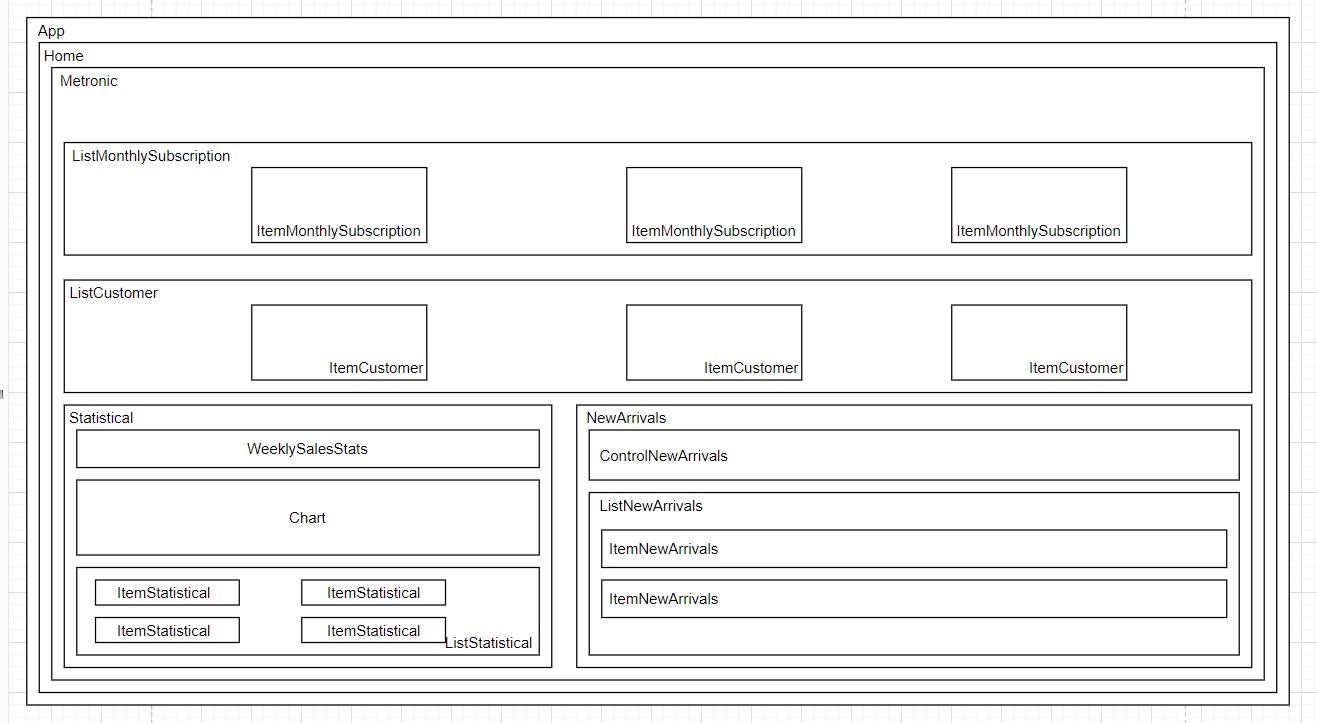 App
Home
Metronic
ListMonthlySubscription
ItemMonthlySubscription
ItemMonthlySubscription
ItemMonthlySubscription
ListCustomer
ItemCustomer
ItemCustomer
ItemCustomer
Statistical
WeeklySalesStats
Chart
ItemStatistical
ItemStatistical
ItemStatistical
ItemStatistical
ListStatistical
NewArrivals
ControlNewArrivals
ListNewArrivals
ItemNewArrivals
ItemNewArrivals